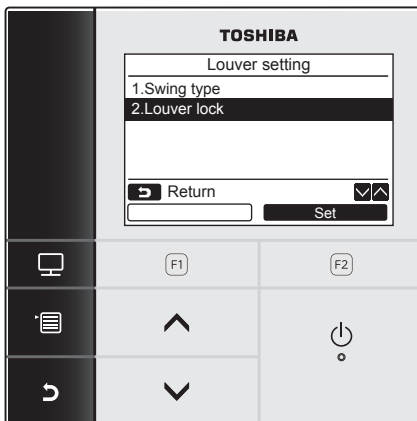 TOSHIBA
Louver setting
1.Swing type
2.Louver lock
Return
Set
F1
F2